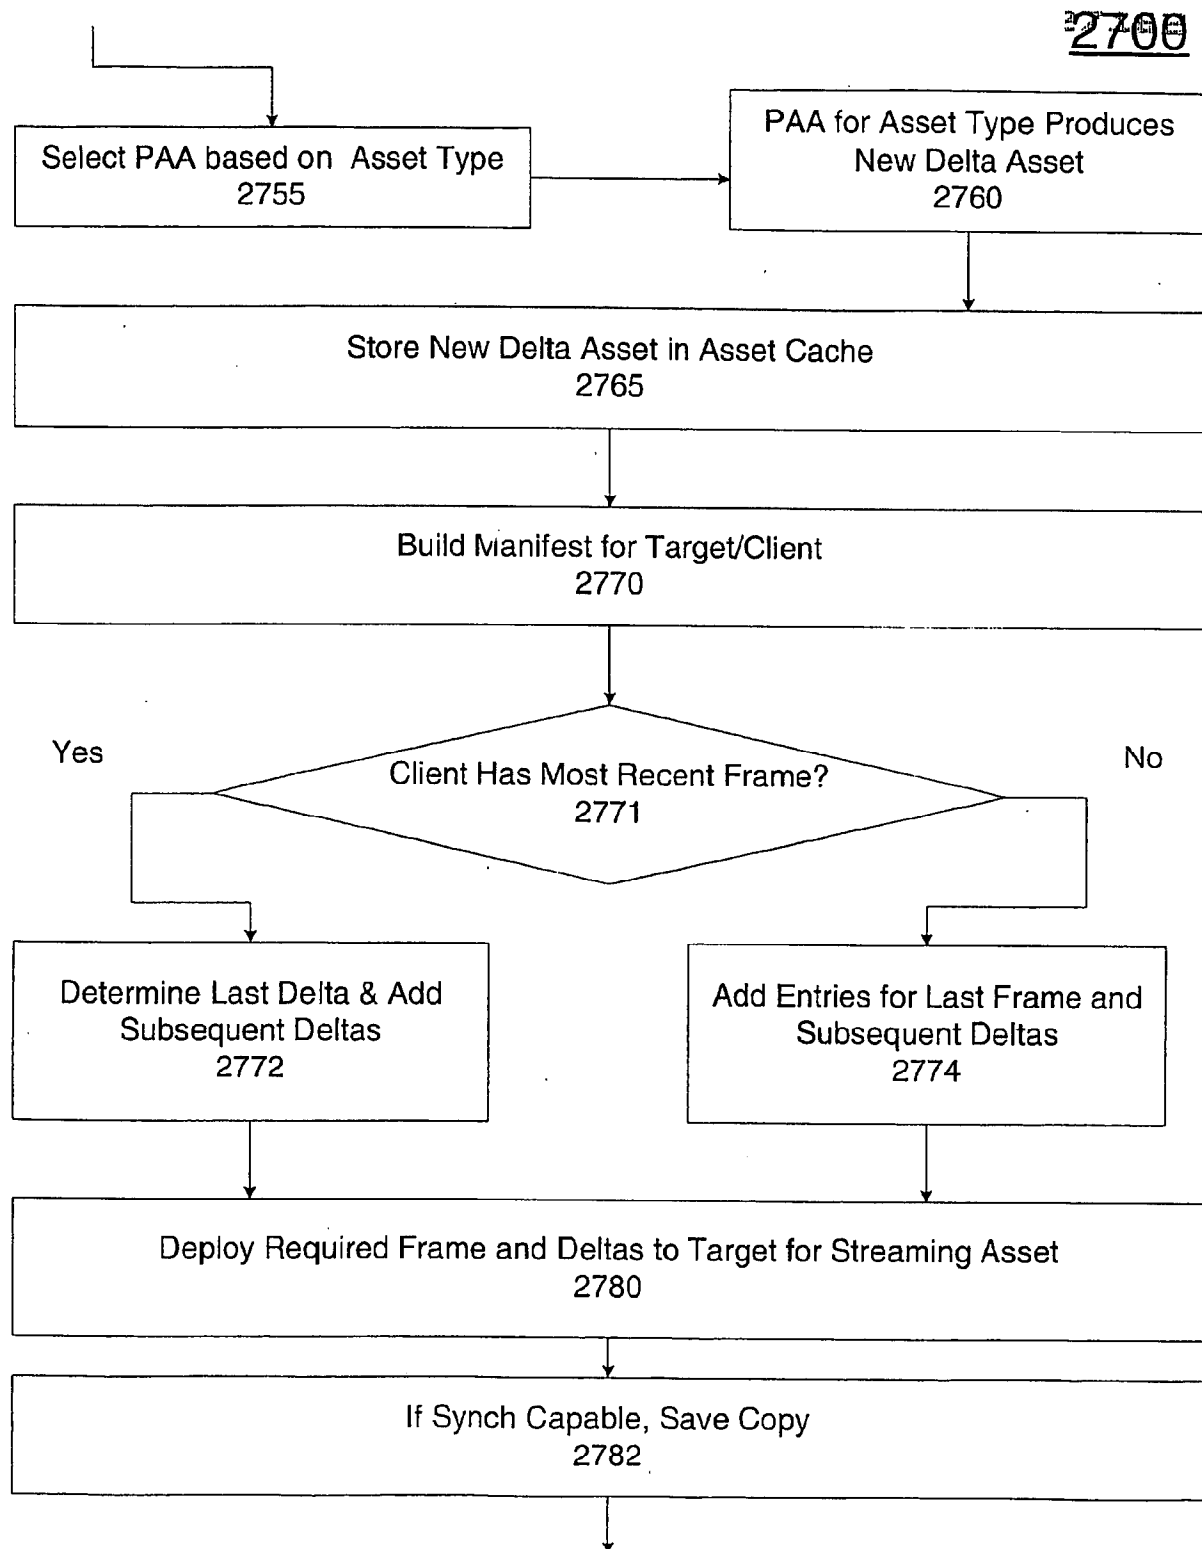 2700
Select PAA based on Asset Type
2755
PAA for Asset Type Produces
New Delta Asset
2760
Store New Delta Asset in Asset Cache
2765
Build Manifest for Target/Client
2770
Yes
Client Has Most Recent Frame?
2771
No
Determine Last Delta & Add
Subsequent Deltas
2772
Add Entries for Last Frame and
Subsequent Deltas
2774
Deploy Required Frame and Deltas to Target for Streaming Asset
2780
If Synch Capable, Save Copy
2782